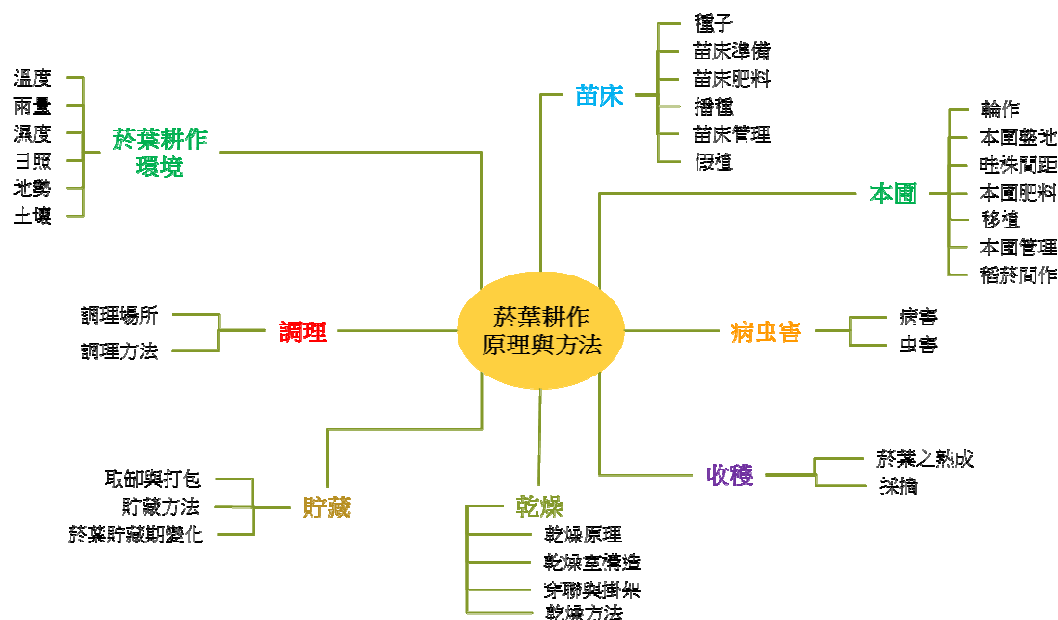 菸葉耕作
原理與方法
苗床
種子
苗床準備
苗床肥料
播種
苗床管理
假植
本圃
輪作
本圃整地
畦株間距
本圃肥料
移植
本圃管理
稻菸間作
病虫害
病害
虫害
收穫
菸葉之熟成
採摘
乾燥
乾燥原理
乾燥室構造
穿聯與掛架
乾燥方法
貯藏
取卸與打包
貯藏方法
菸葉貯藏期變化
調理
調理場所
調理方法
菸葉耕作
環境
溫度
雨量
濕度
日照
地勢
土壤